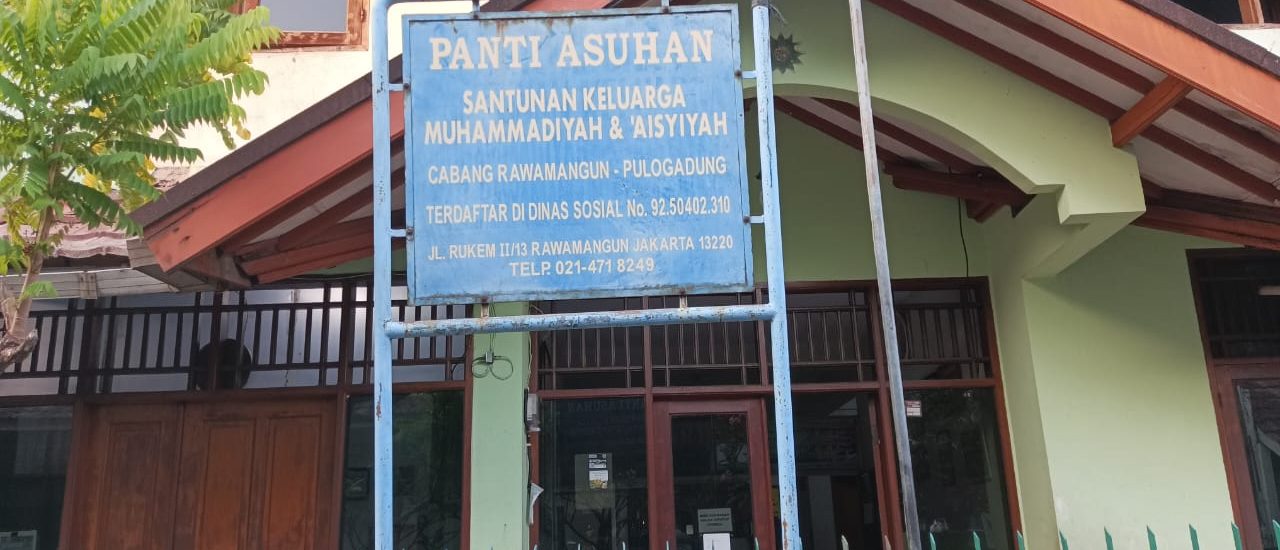 PANTI ASUHAN
SANTUNAN KELUARGA
MUHAMMADIYAH & 'AISYIYAH
CABANG RAWAMANGUN - PULOGADUNG
TERDAFTAR DI DINAS SOSIAL No. 92.50402.310
JL. RUKEM II/13 RAWAMANGUN JAKARTA 13220
TELP. 021-471 8249